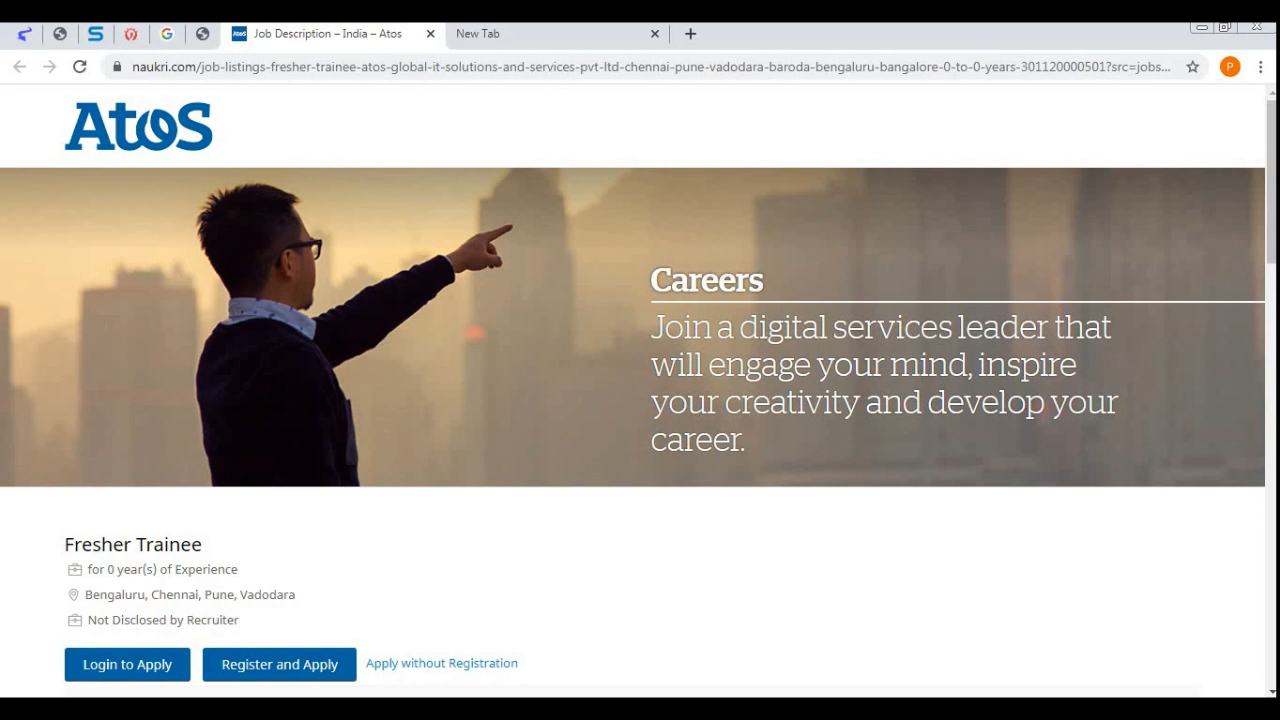 Job Description – India – Atos
New Tab
naukri.com/job-listings-fresher-trainee-atos-global-it-solutions-and-services-pvt-ltd-chennai-pune-vadodara-baroda-bengaluru-bangalore-0-to-0-years-301120000501?src=jobs...
P
Atos
Careers
Join a digital services leader that
will engage your mind, inspire
your creativity and develop your
career.
Fresher Trainee
for 0 year(s) of Experience
Bengaluru, Chennai, Pune, Vadodara
Not Disclosed by Recruiter
Login to Apply
Register and Apply
Apply without Registration